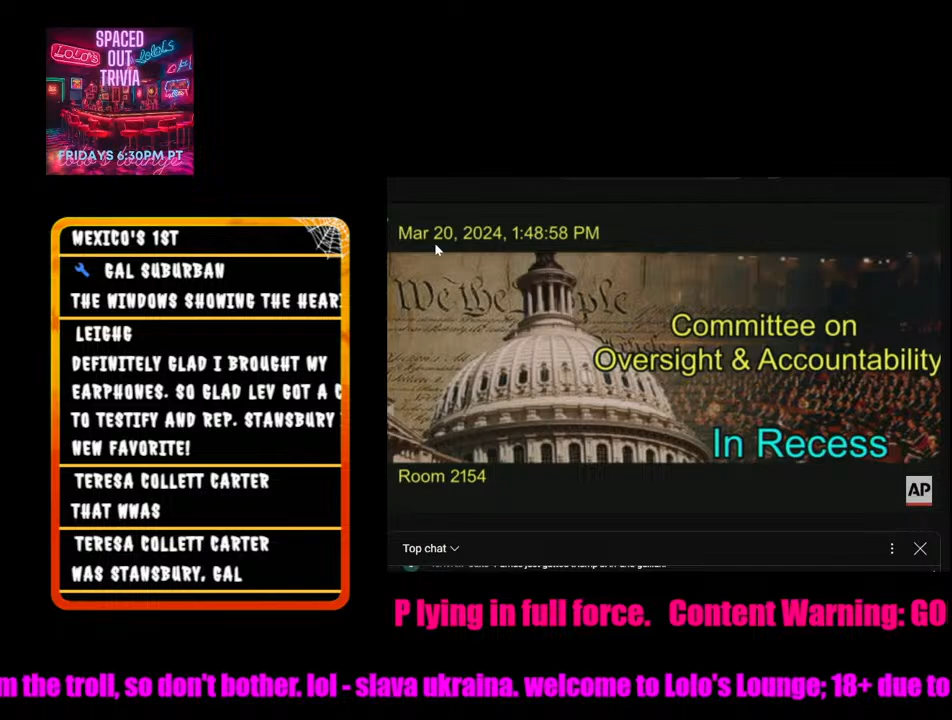 SPACED
OUT
TRIVIA
LOLO'S
FRIDAYS 6:30PM PT
lolo's lounge
MEXICO'S 1ST
GAL SUBURBAN
THE WINDOWS SHOWING THE HEAR
LEIGHG
DEFINITELY GLAD I BROUGHT MY
EARPHONES. SO GLAD LEV GOT A C
TO TESTIFY AND REP. STANSBURY
NEW FAVORITE!
TERESA COLLETT CARTER
THAT WWAS
TERESA COLLETT CARTER
WAS STANSBURY, GAL
Mar 20, 2024, 1:48:58 PM
We the People
Committee on
Oversight & Accountability
In Recess
Room 2154
AP
Top chat
P lying in full force. Content Warning: GO
m the troll, so don't bother. lol - slava ukraina. welcome to Lolo's Lounge; 18+ due to